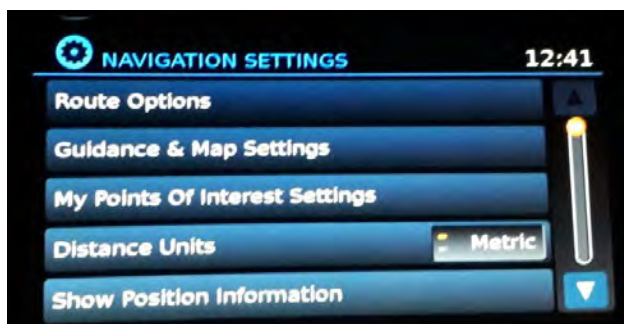 NAVIGATION SETTINGS 12:41
Route Options
Guidance & Map Settings
My Points Of Interest Settings
Distance Units Metric
Show Position Information